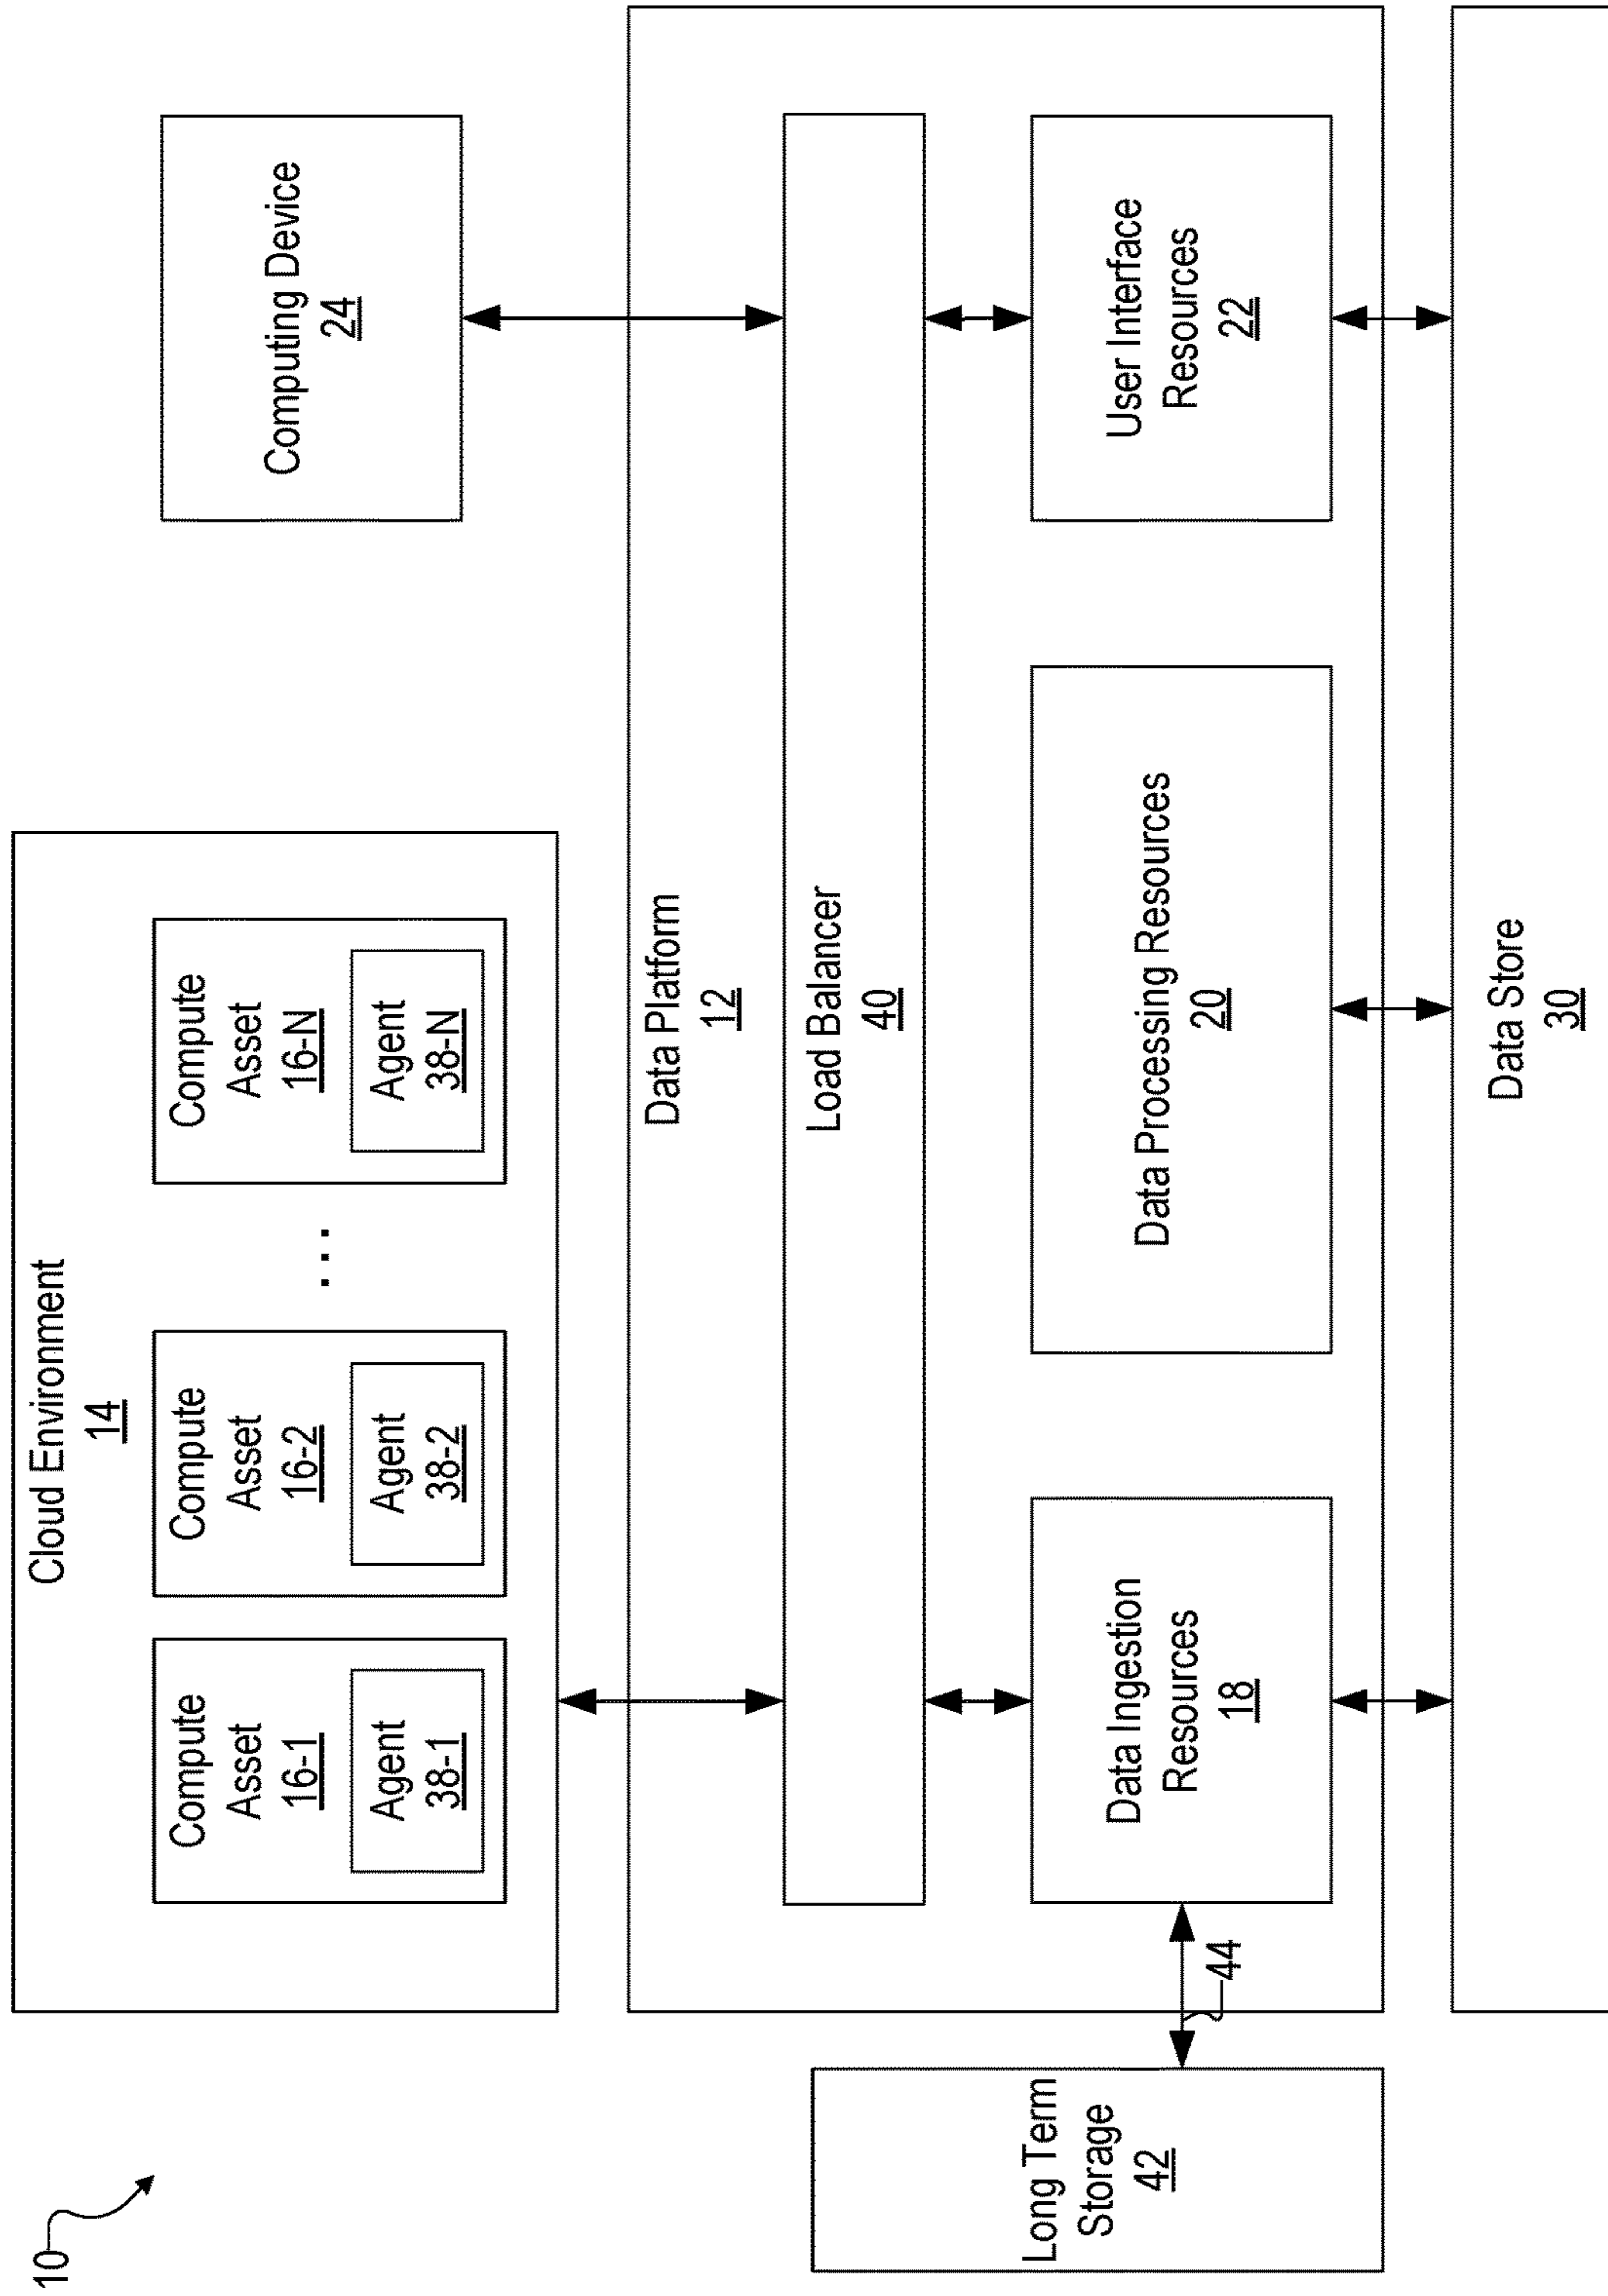 10
Cloud Environment
14
Compute
Asset
16-1
Agent
38-1
Compute
Asset
16-2
Agent
38-2
...
Compute
Asset
16-N
Agent
38-N
Computing Device
24
Data Platform
12
Load Balancer
40
Long Term
Storage
42
44
Data Ingestion
Resources
18
Data Processing Resources
20
User Interface
Resources
22
Data Store
30